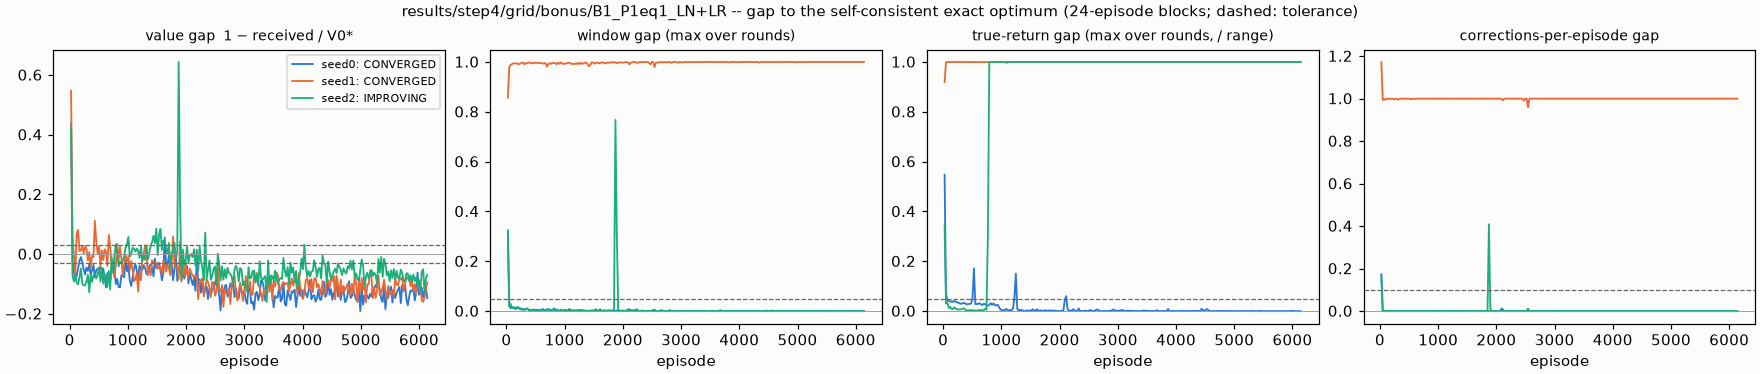 results/step4/grid/bonus/B1_P1eq1_LN+LR -- gap to the self-consistent exact optimum (24-episode blocks; dashed: tolerance)
value gap  1 − received / V0*
0.6
0.4
0.2
0.0
−0.2
0 1000 2000 3000 4000 5000 6000
episode
seed0: CONVERGED
seed1: CONVERGED
seed2: IMPROVING
window gap (max over rounds)
1.0
0.8
0.6
0.4
0.2
0.0
0 1000 2000 3000 4000 5000 6000
episode
true-return gap (max over rounds, / range)
1.0
0.8
0.6
0.4
0.2
0.0
0 1000 2000 3000 4000 5000 6000
episode
corrections-per-episode gap
1.2
1.0
0.8
0.6
0.4
0.2
0.0
0 1000 2000 3000 4000 5000 6000
episode